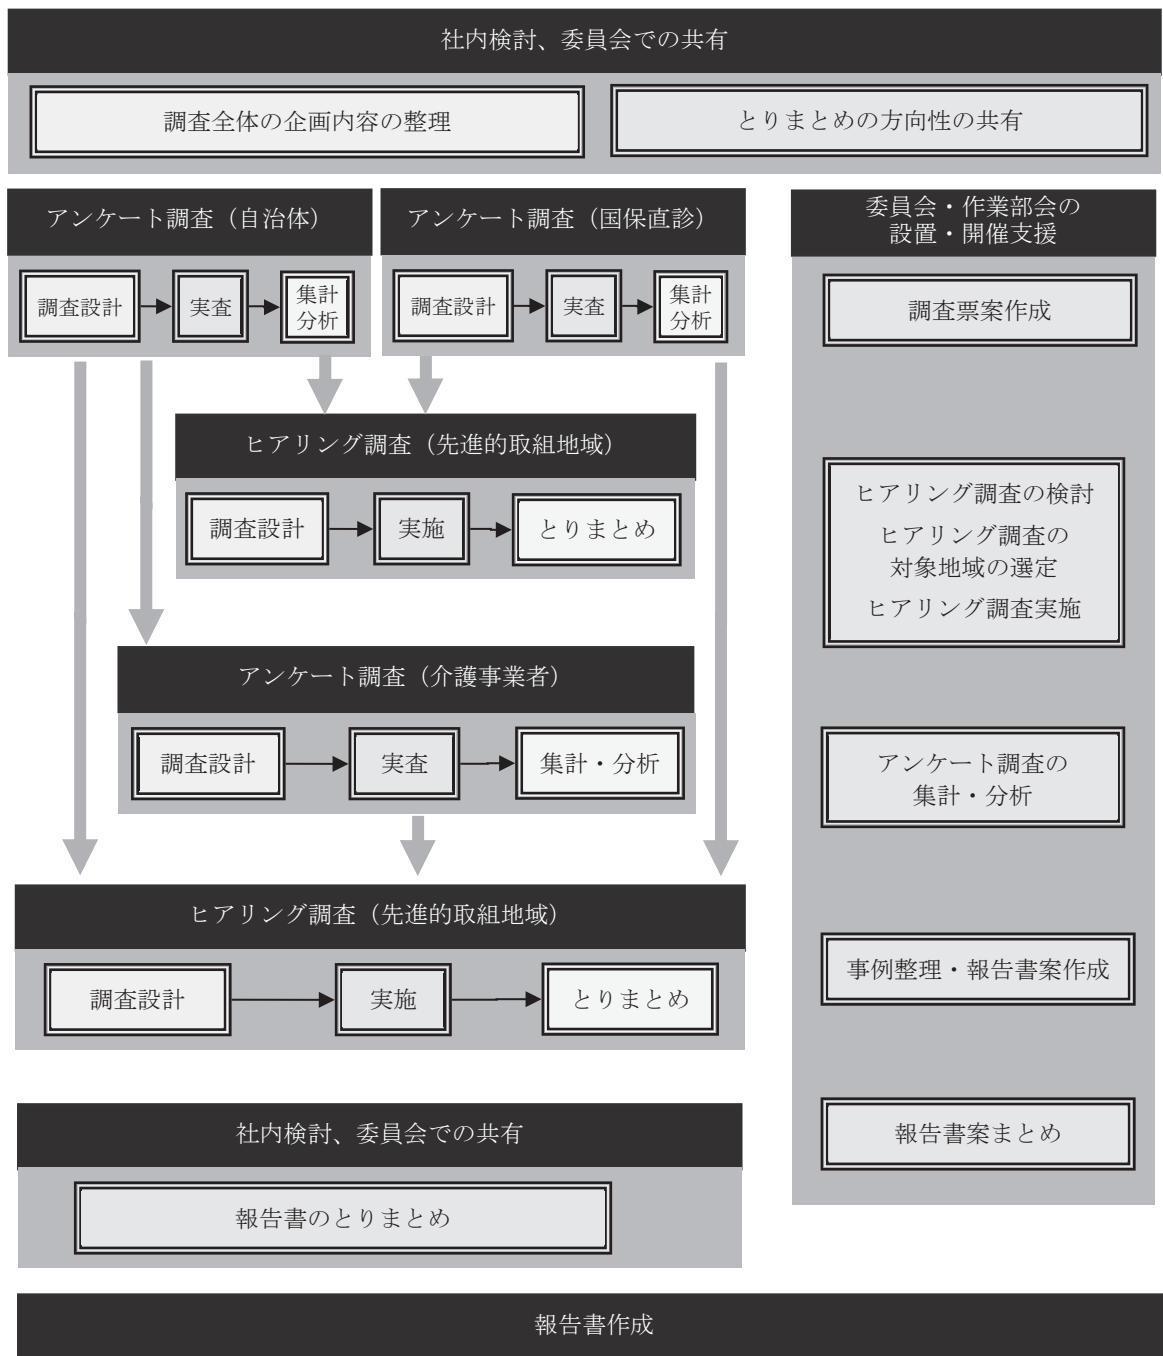 社内検討、委員会での共有
調査全体の企画内容の整理
とりまとめの方向性の共有
アンケート調査（自治体）
調査設計
実査
集計
分析
アンケート調査（国保直診）
調査設計
実査
集計
分析
ヒアリング調査（先進的取組地域）
調査設計
実施
とりまとめ
アンケート調査（介護事業者）
調査設計
実査
集計・分析
ヒアリング調査（先進的取組地域）
調査設計
実施
とりまとめ
社内検討、委員会での共有
報告書のとりまとめ
委員会・作業部会の
設置・開催支援
調査票案作成
ヒアリング調査の検討
ヒアリング調査の
対象地域の選定
ヒアリング調査実施
アンケート調査の
集計・分析
事例整理・報告書案作成
報告書案まとめ
報告書作成